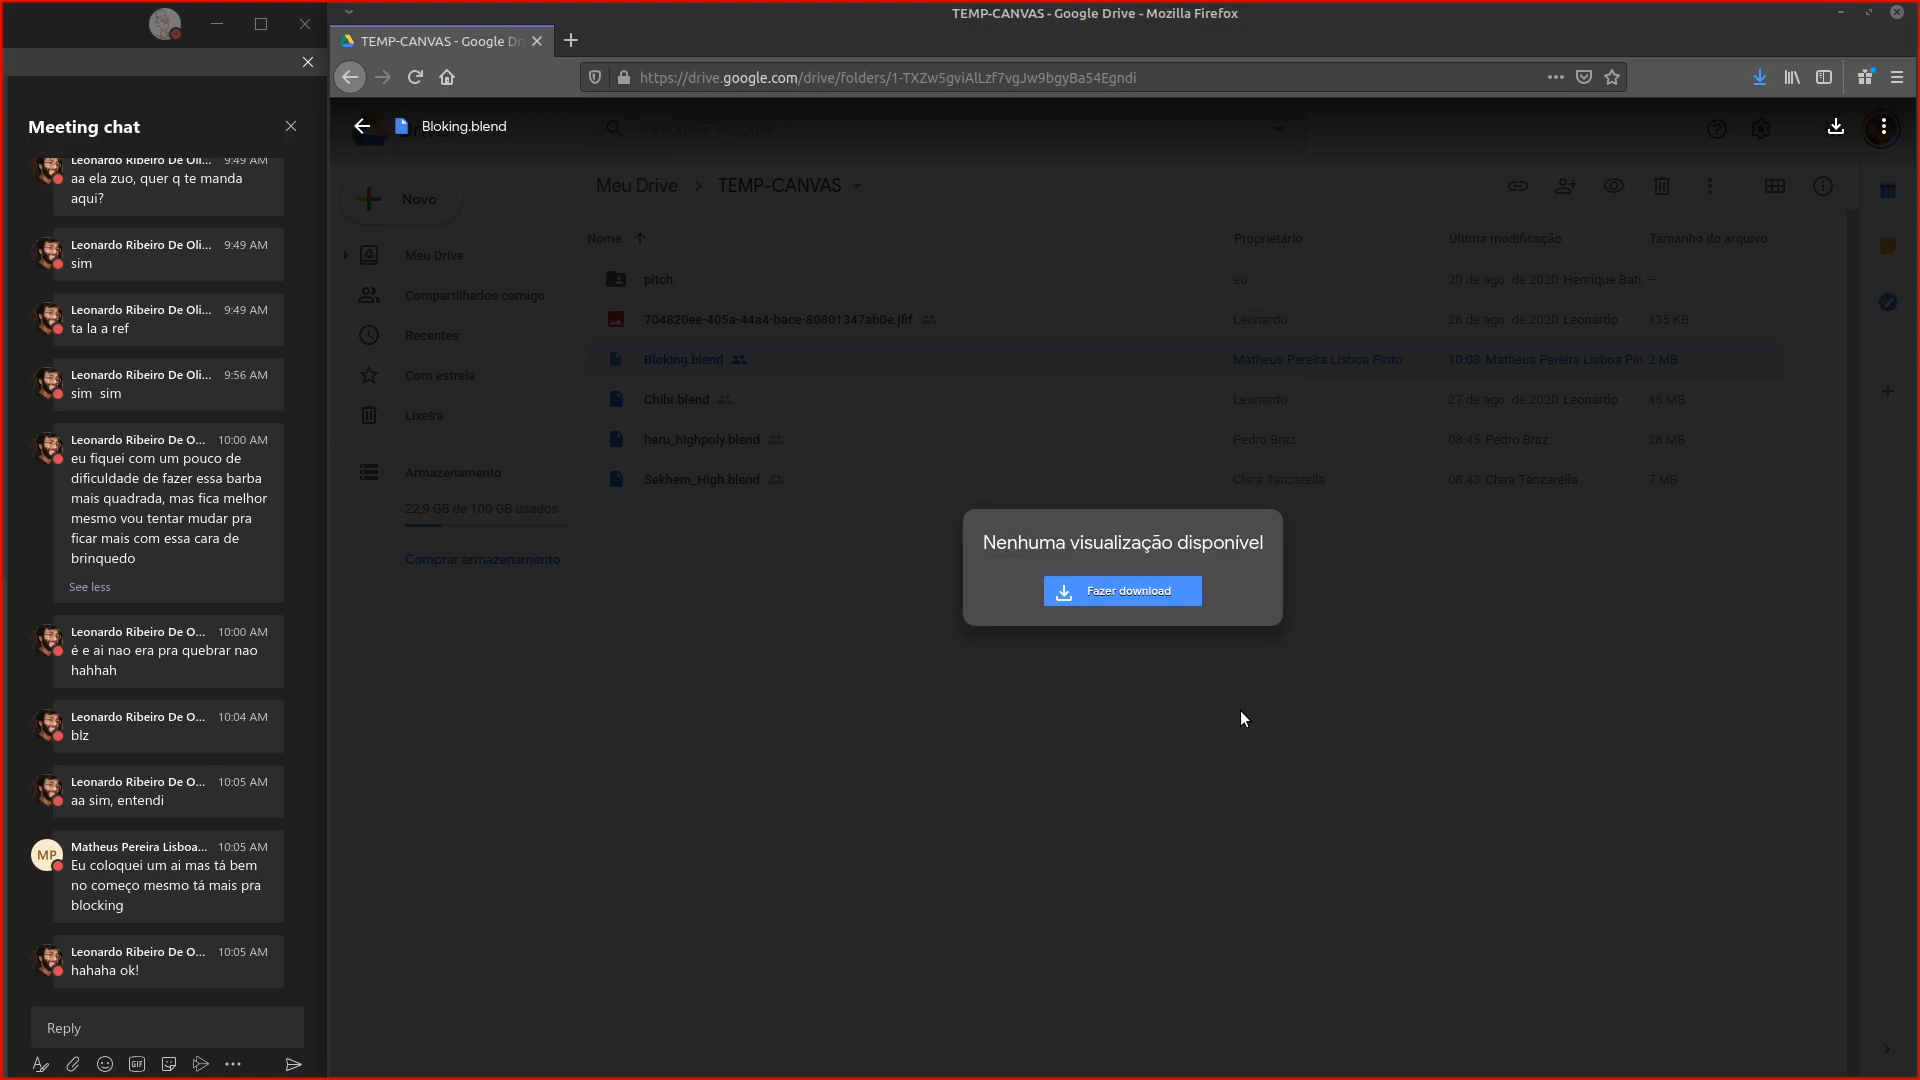 TEMP-CANVAS - Google Drive - Mozilla Firefox
TEMP-CANVAS - Google Dri
https://drive.google.com/drive/folders/1-TXZw5gviAlLzf7vgJw9bgyBa54Egndi
Meeting chat
Leonardo Ribeiro De Oli... 9:49 AM
aa ela zuo, quer q te manda
aqui?
Leonardo Ribeiro De Oli... 9:49 AM
sim
Leonardo Ribeiro De Oli... 9:49 AM
ta la a ref
Leonardo Ribeiro De Oli... 9:56 AM
sim sim
Leonardo Ribeiro De O... 10:00 AM
eu fiquei com um pouco de
dificuldade de fazer essa barba
mais quadrada, mas fica melhor
mesmo vou tentar mudar pra
ficar mais com essa cara de
brinquedo
See less
Leonardo Ribeiro De O... 10:00 AM
é e ai nao era pra quebrar nao
hahhah
Leonardo Ribeiro De O... 10:04 AM
blz
Leonardo Ribeiro De O... 10:05 AM
aa sim, entendi
MP
Matheus Pereira Lisboa... 10:05 AM
Eu coloquei um ai mas tá bem
no começo mesmo tá mais pra
blocking
Leonardo Ribeiro De O... 10:05 AM
hahaha ok!
Reply
GIF
Bloking.blend
Pesquisar no Drive
Novo
Meu Drive
Compartilhados comigo
Recentes
Com estrela
Lixeira
Armazenamento
22,9 GB de 100 GB usados
Comprar armazenamento
Meu Drive > TEMP-CANVAS
Nome Proprietário Última modificação Tamanho do arquivo
pitch eu 20 de ago. de 2020 Henrique Bati —
704820ee-405a-44a4-bace-80801347ab0e.jfif Leonardo 26 de ago. de 2020 Leonardo 135 KB
Bloking.blend Matheus Pereira Lisboa Pinto 10:03 Matheus Pereira Lisboa Pin 2 MB
Chibi.blend Leonardo 27 de ago. de 2020 Leonardo 45 MB
heru_highpoly.blend Pedro Braz 08:45 Pedro Braz 28 MB
Sekhem_High.blend Clara Tanzarella 08:43 Clara Tanzarella 7 MB
Nenhuma visualização disponível
Fazer download